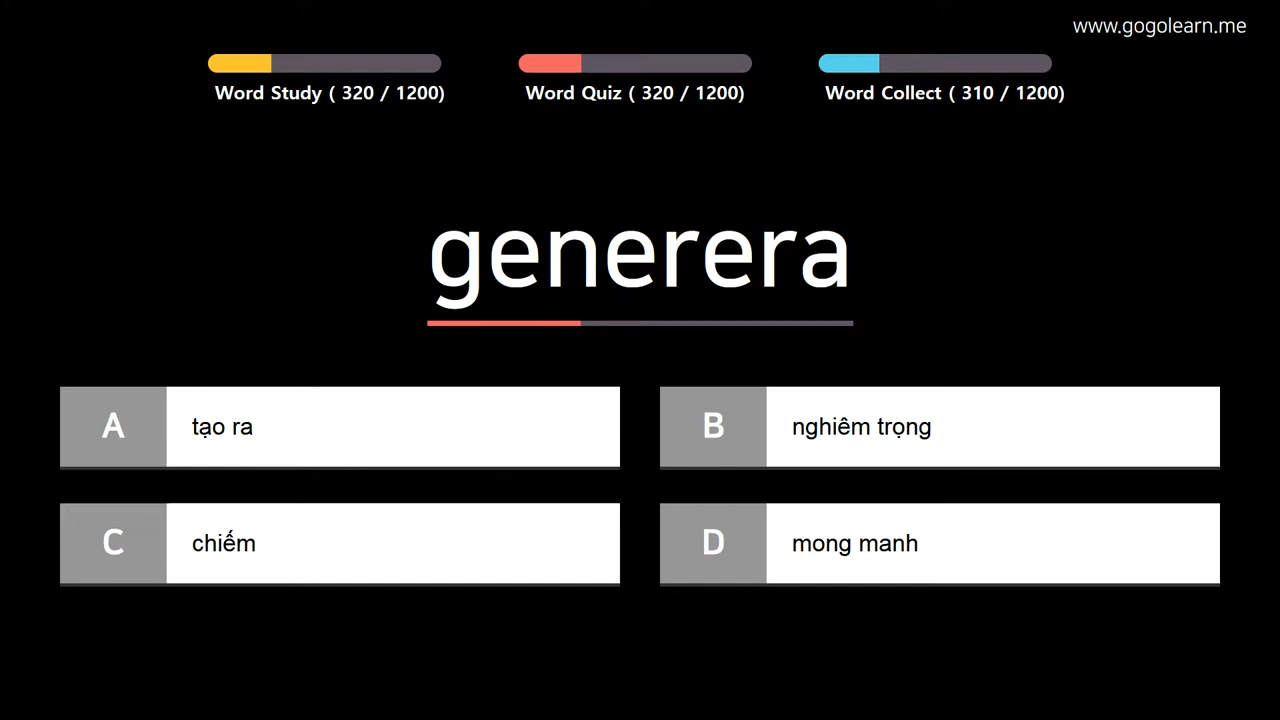 www.gogolearn.me
Word Study ( 320 / 1200)
Word Quiz ( 320 / 1200)
Word Collect ( 310 / 1200)
generera
A tạo ra
B nghiêm trọng
C chiếm
D mong manh